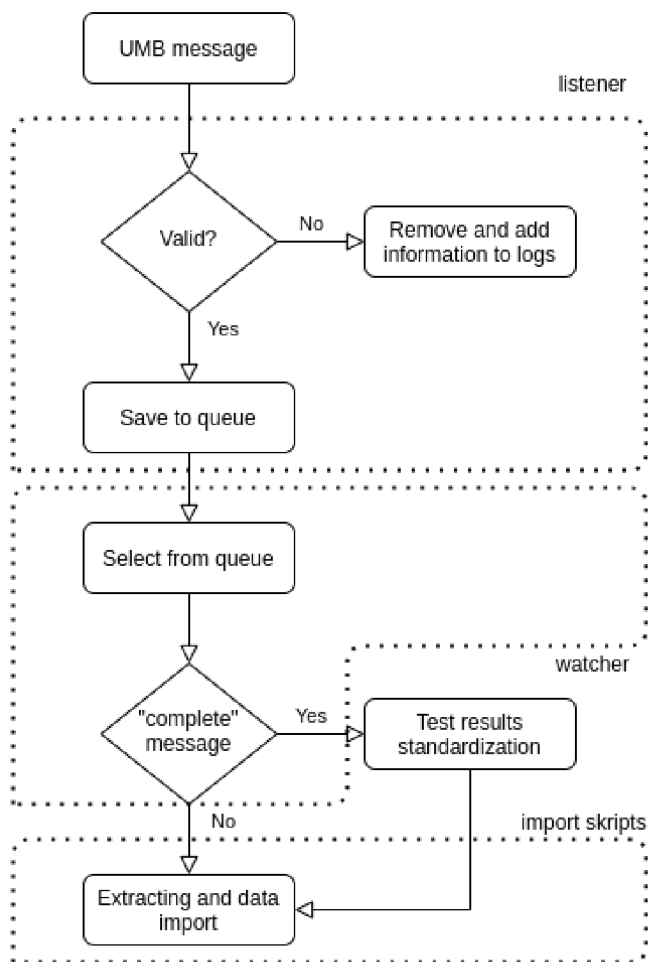 UMB message
listener
Valid?
No
Remove and add
information to logs
Yes
Save to queue
Select from queue
watcher
"complete"
message
Yes
Test results
standardization
No
import skripts
Extracting and data
import